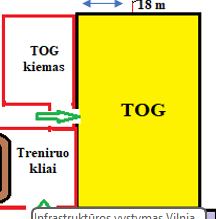 18 m
TOG
kiemas
TOG
Treniruo
kliai
Infrastruktūros vystymas Vilnia